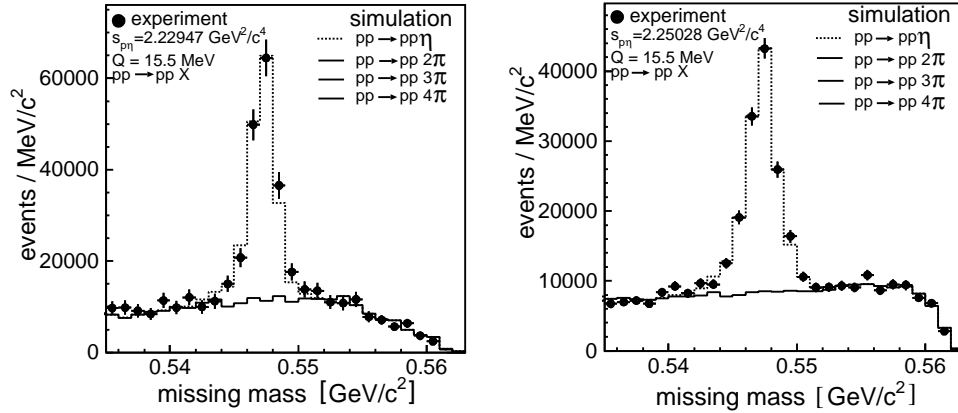 ● experiment
s_pη=2.22947 GeV²/c⁴
Q = 15.5 MeV
pp→pp X
simulation
pp→ppη
pp→pp 2π
pp→pp 3π
pp→pp 4π
events / MeV/c²
60000
40000
20000
0
0.54 0.55 0.56
missing mass [GeV/c²]
● experiment
s_pη=2.25028 GeV²/c⁴
Q = 15.5 MeV
pp→pp X
simulation
pp→ppη
pp→pp 2π
pp→pp 3π
pp→pp 4π
events / MeV/c²
40000
30000
20000
10000
0
0.54 0.55 0.56
missing mass [GeV/c²]